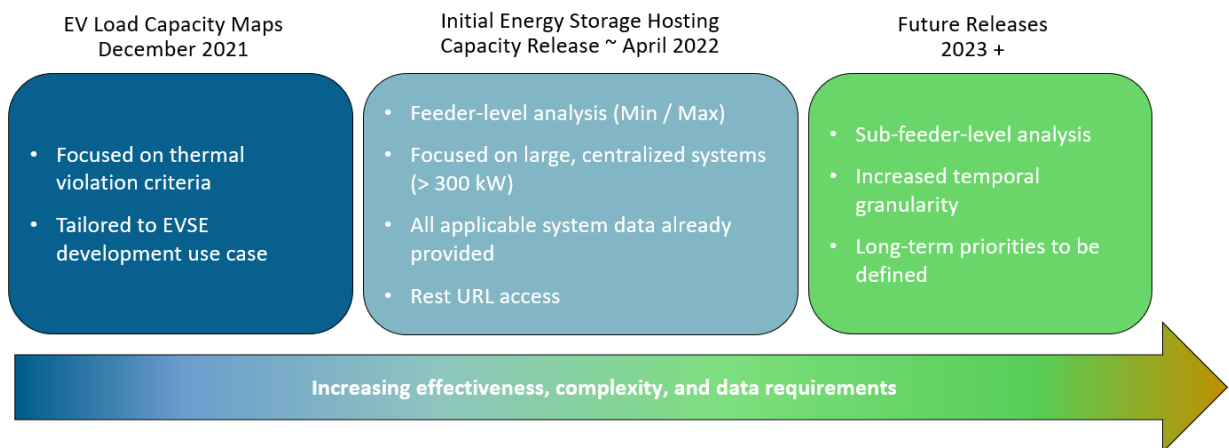 EV Load Capacity Maps
December 2021
• Focused on thermal
violation criteria
• Tailored to EVSE
development use case
Initial Energy Storage Hosting
Capacity Release ~ April 2022
• Feeder-level analysis (Min / Max)
• Focused on large, centralized systems
(> 300 kW)
• All applicable system data already
provided
• Rest URL access
Future Releases
2023 +
• Sub-feeder-level analysis
• Increased temporal
granularity
• Long-term priorities to be
defined
Increasing effectiveness, complexity, and data requirements